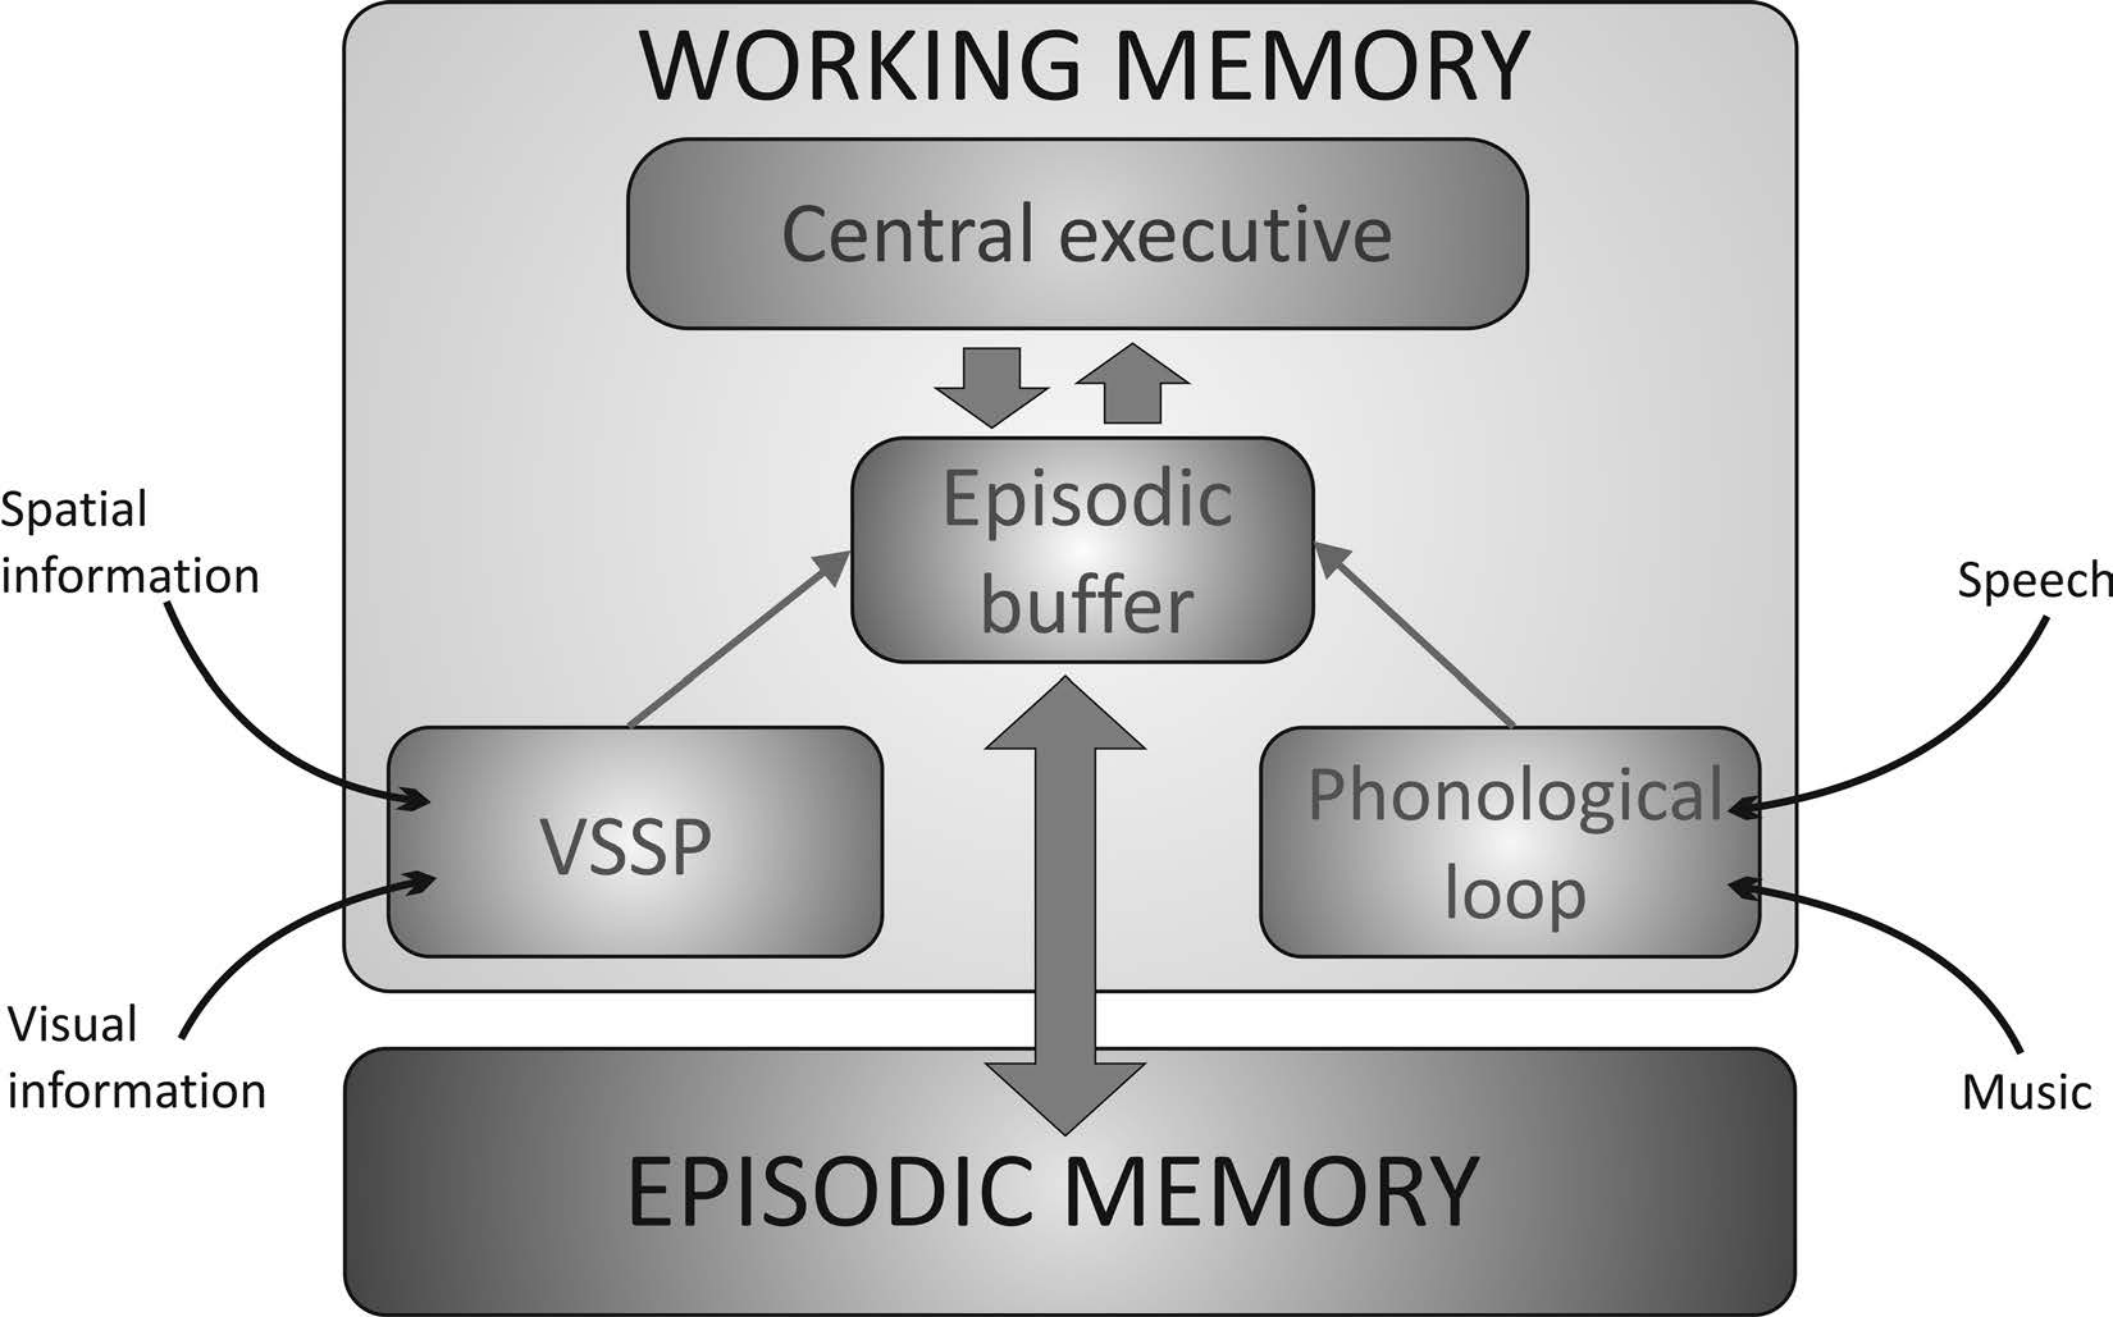 WORKING MEMORY
Central executive
Episodic
buffer
Spatial
information
Speech
VSSP
Phonological
loop
Visual
information
Music
EPISODIC MEMORY